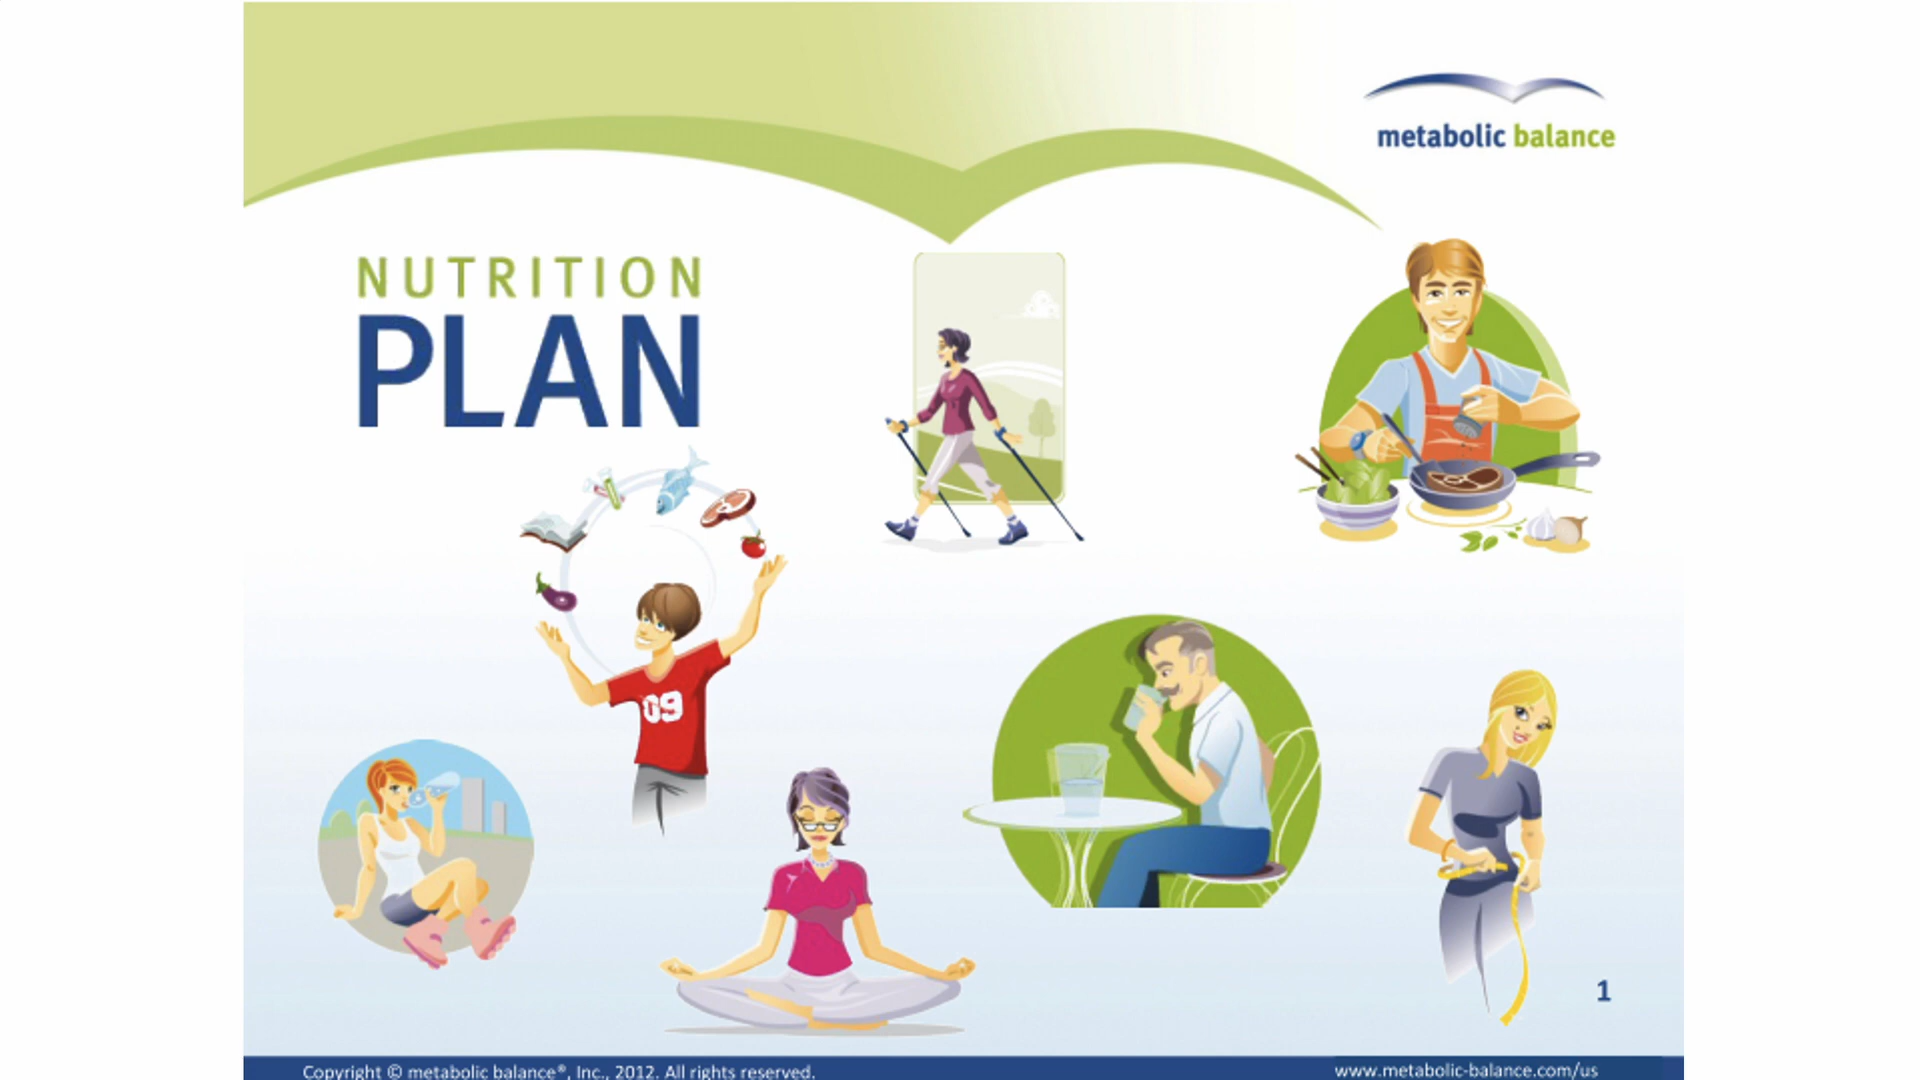 metabolic balance
NUTRITION
PLAN
09
1
Copyright © metabolic balance®, Inc., 2012. All rights reserved.
www.metabolic-balance.com/us